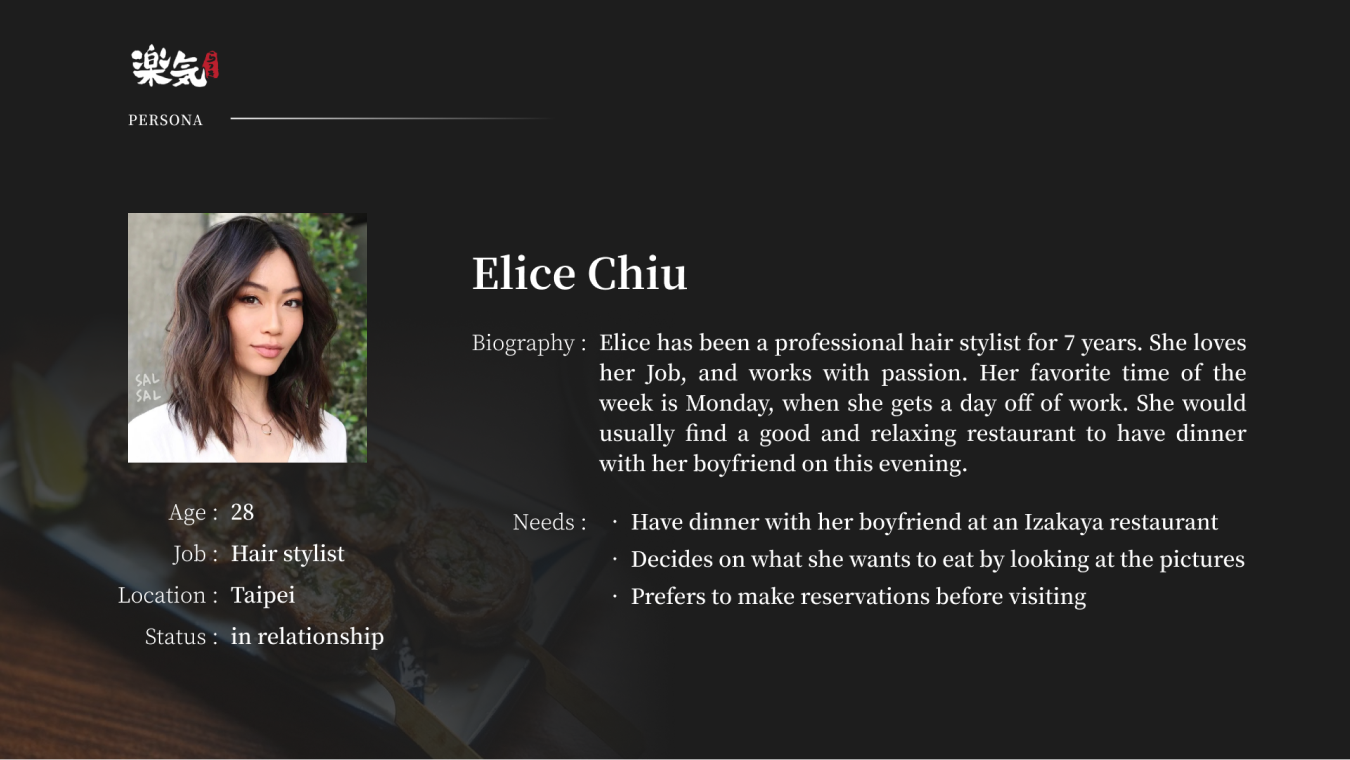 楽気
PERSONA
SAL
SAL
Elice Chiu
Biography : Elice has been a professional hair stylist for 7 years. She loves
her Job, and works with passion. Her favorite time of the
week is Monday, when she gets a day off of work. She would
usually find a good and relaxing restaurant to have dinner
with her boyfriend on this evening.
Age : 28
Job : Hair stylist
Location : Taipei
Status : in relationship
Needs : · Have dinner with her boyfriend at an Izakaya restaurant
· Decides on what she wants to eat by looking at the pictures
· Prefers to make reservations before visiting